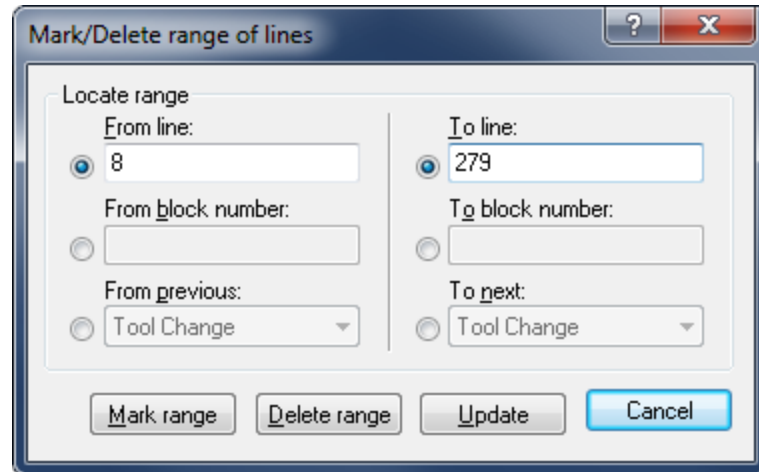 Mark/Delete range of lines
Locate range
From line:
8
To line:
279
From block number:
To block number:
From previous:
Tool Change
To next:
Tool Change
Mark range
Delete range
Update
Cancel